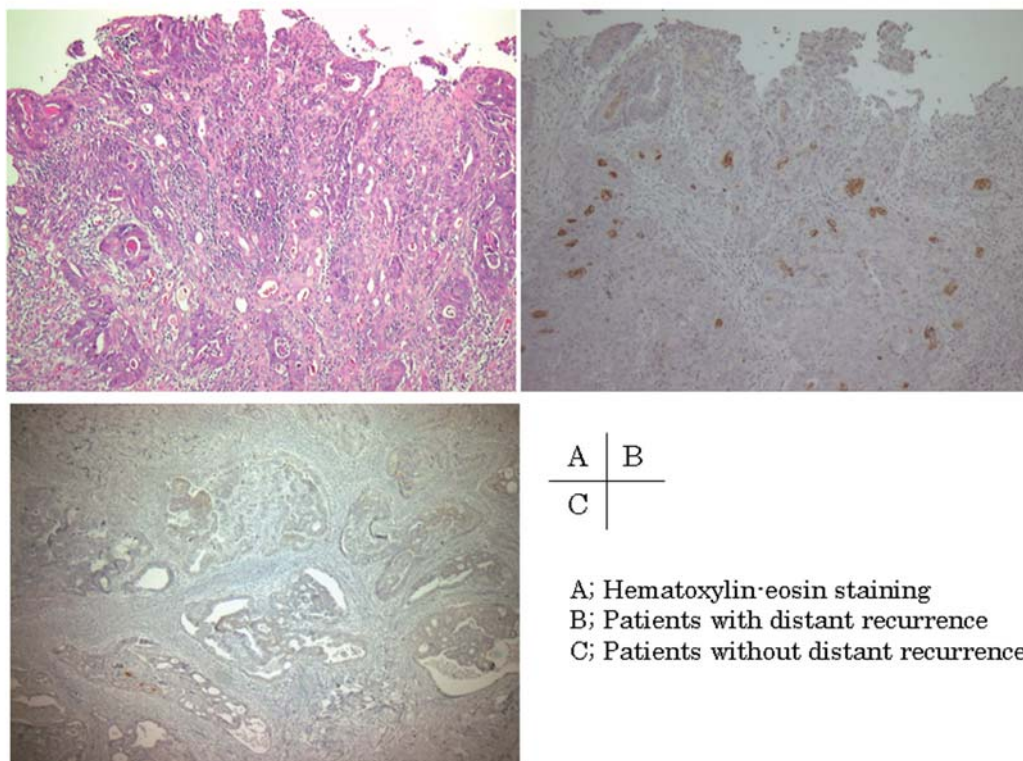 A B
C
A; Hematoxylin-eosin staining
B; Patients with distant recurrence
C; Patients without distant recurrence